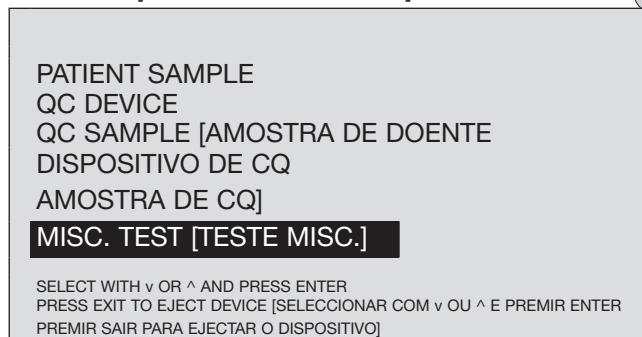 PATIENT SAMPLE
QC DEVICE
QC SAMPLE [AMOSTRA DE DOENTE
DISPOSITIVO DE CQ
AMOSTRA DE CQ]
MISC. TEST [TESTE MISC.]
SELECT WITH v OR ^ AND PRESS ENTER
PRESS EXIT TO EJECT DEVICE [SELECCIONAR COM v OU ^ E PREMIR ENTER
PREMIR SAIR PARA EJECTAR O DISPOSITIVO]